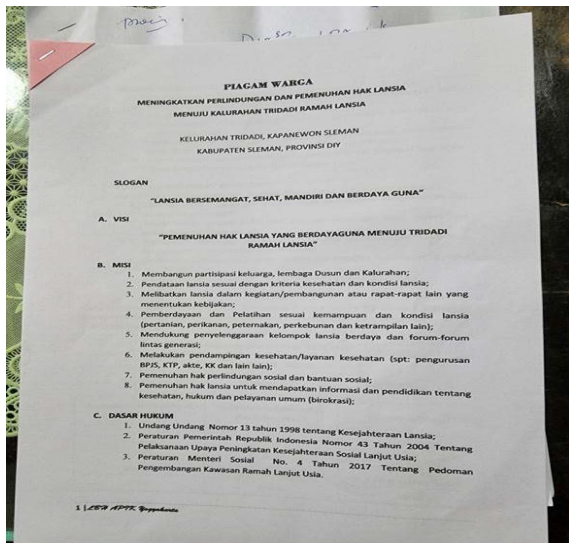 PIAGAM WARGA
MENINGKATKAN PERLINDUNGAN DAN PEMENUHAN HAK LANSIA
MENUJU KALURAHAN TRIDADI RAMAH LANSIA
KELURAHAN TRIDADI, KAPANEWON SLEMAN
KABUPATEN SLEMAN, PROVINSI DIY
SLOGAN
"LANSIA BERSEMANGAT, SEHAT, MANDIRI DAN BERDAYA GUNA"
A. VISI
"PEMENUHAN HAK LANSIA YANG BERDAYAGUNA MENUJU TRIDADI
RAMAH LANSIA"
B. MISI
1. Membangun partisipasi keluarga, lembaga Dusun dan Kalurahan;
2. Pendataan lansia sesuai dengan kriteria kesehatan dan kondisi lansia;
3. Melibatkan lansia dalam kegiatan/pembangunan atau rapat-rapat lain yang
menentukan kebijakan;
4. Pemberdayaan dan Pelatihan sesuai kemampuan dan kondisi lansia
(pertanian, perikanan, peternakan, perkebunan dan ketrampilan lain);
5. Mendukung penyelenggaraan kelompok lansia berdaya dan forum-forum
lintas generasi;
6. Melakukan pendampingan kesehatan/layanan kesehatan (spt: pengurusan
BPJS, KTP, akte, KK dan lain lain);
7. Pemenuhan hak perlindungan sosial dan bantuan sosial;
8. Pemenuhan hak lansia untuk mendapatkan informasi dan pendidikan tentang
kesehatan, hukum dan pelayanan umum (birokrasi);
C. DASAR HUKUM
1. Undang Undang Nomor 13 tahun 1998 tentang Kesejahteraan Lansia;
2. Peraturan Pemerintah Republik Indonesia Nomor 43 Tahun 2004 Tentang
Pelaksanaan Upaya Peningkatan Kesejahteraan Sosial Lanjut Usia;
3. Peraturan Menteri Sosial No. 4 Tahun 2017 Tentang Pedoman
Pengembangan Kawasan Ramah Lanjut Usia.
1 | LBH APIK Yogyakarta